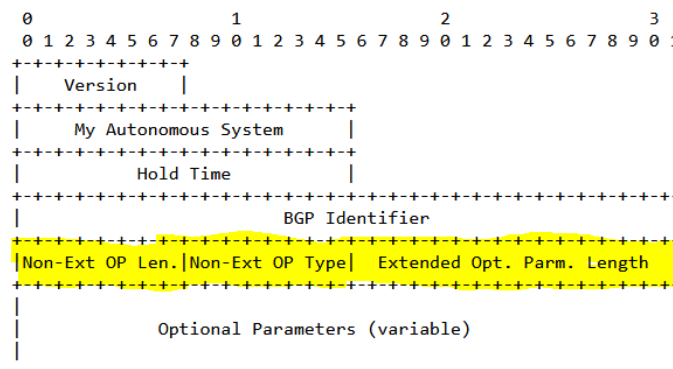 0                   1                   2                   3
0 1 2 3 4 5 6 7 8 9 0 1 2 3 4 5 6 7 8 9 0 1 2 3 4 5 6 7 8 9 0 1
+-+-+-+-+-+-+-+-+
|    Version    |
+-+-+-+-+-+-+-+-+-+-+-+-+-+-+-+-+
|     My Autonomous System      |
+-+-+-+-+-+-+-+-+-+-+-+-+-+-+-+-+
|           Hold Time           |
+-+-+-+-+-+-+-+-+-+-+-+-+-+-+-+-+-+-+-+-+-+-+-+-+-+-+-+-+-+-+-+-+
|                         BGP Identifier
+-+-+-+-+-+-+-+-+-+-+-+-+-+-+-+-+-+-+-+-+-+-+-+-+-+-+-+-+-+-+-+-+
|Non-Ext OP Len.|Non-Ext OP Type|  Extended Opt. Parm. Length
+-+-+-+-+-+-+-+-+-+-+-+-+-+-+-+-+-+-+-+-+-+-+-+-+-+-+-+-+-+-+-+-+
|
|             Optional Parameters (variable)
|